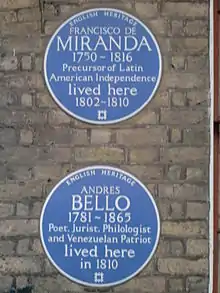 ENGLISH HERITAGE
FRANCISCO DE
MIRANDA
1750~1816
Precursor of Latin
American Independence
lived here
1802~1810
ENGLISH HERITAGE
ANDRES
BELLO
1781~1865
Poet, Jurist, Philologist
and Venezuelan Patriot
lived here
in 1810